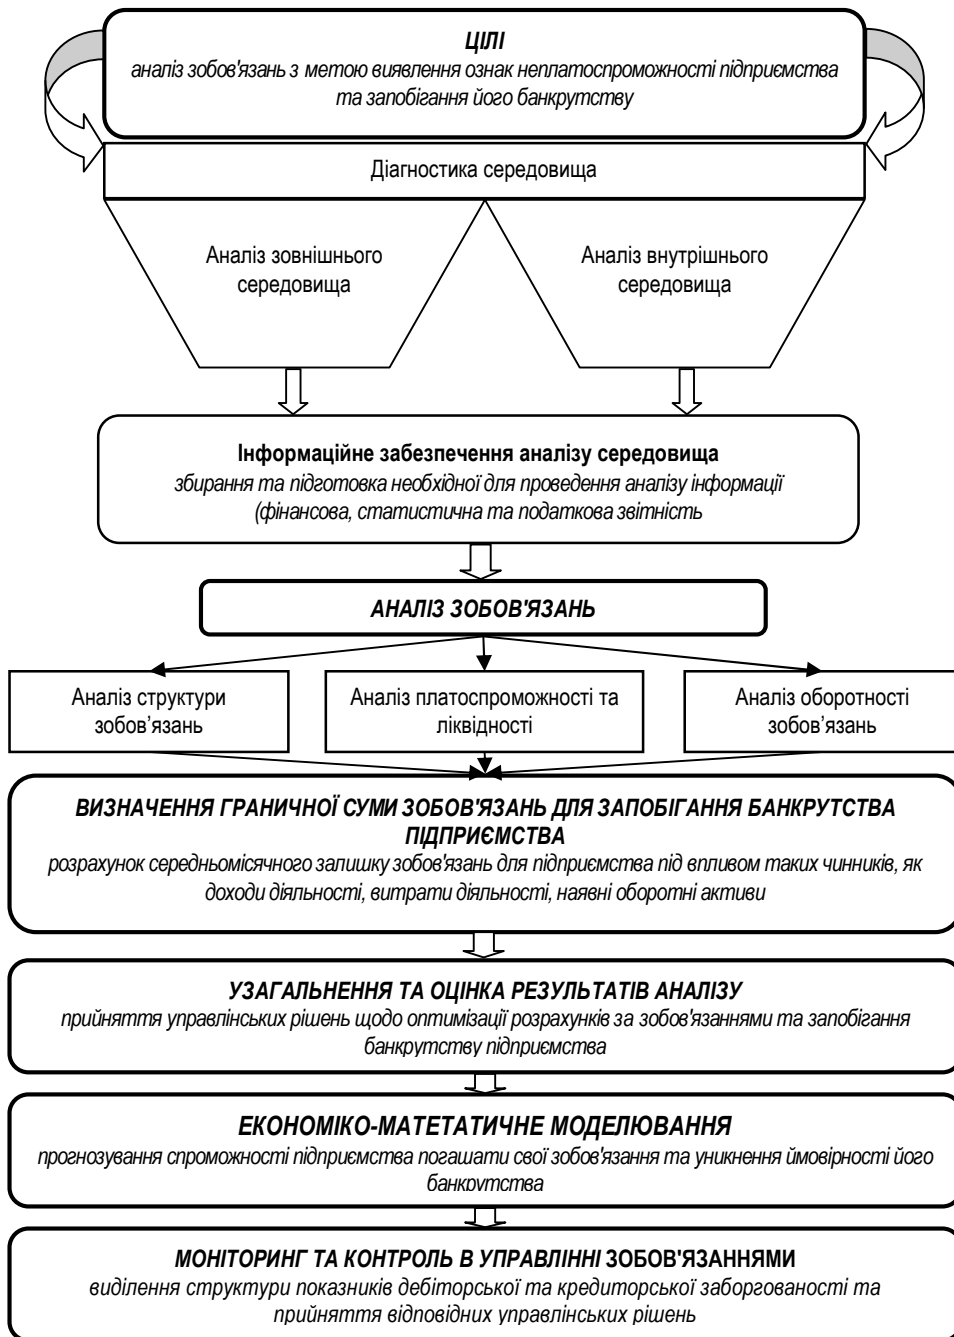 ЦІЛІ
аналіз зобов'язань з метою виявлення ознак неплатоспроможності підприємства
та запобігання його банкрутству
Діагностика середовища
Аналіз зовнішнього
середовища
Аналіз внутрішнього
середовища
Інформаційне забезпечення аналізу середовища
збирання та підготовка необхідної для проведення аналізу інформації
(фінансова, статистична та податкова звітність
АНАЛІЗ ЗОБОВ'ЯЗАНЬ
Аналіз структури
зобов’язань
Аналіз платоспроможності та
ліквідності
Аналіз оборотності
зобов’язань
ВИЗНАЧЕННЯ ГРАНИЧНОЇ СУМИ ЗОБОВ'ЯЗАНЬ ДЛЯ ЗАПОБІГАННЯ БАНКРУТСТВА
ПІДПРИЄМСТВА
розрахунок середньомісячного залишку зобов'язань для підприємства під впливом таких чинників, як
доходи діяльності, витрати діяльності, наявні оборотні активи
УЗАГАЛЬНЕННЯ ТА ОЦІНКА РЕЗУЛЬТАТІВ АНАЛІЗУ
прийняття управлінських рішень щодо оптимізації розрахунків за зобов'язаннями та запобігання
банкрутству підприємства
ЕКОНОМІКО-МАТЕТАТИЧНЕ МОДЕЛЮВАННЯ
прогнозування спроможності підприємства погашати свої зобов'язання та уникнення ймовірності його
банкрутства
МОНІТОРИНГ ТА КОНТРОЛЬ В УПРАВЛІННІ ЗОБОВ'ЯЗАННЯМИ
виділення структури показників дебіторської та кредиторської заборгованості та
прийняття відповідних управлінських рішень